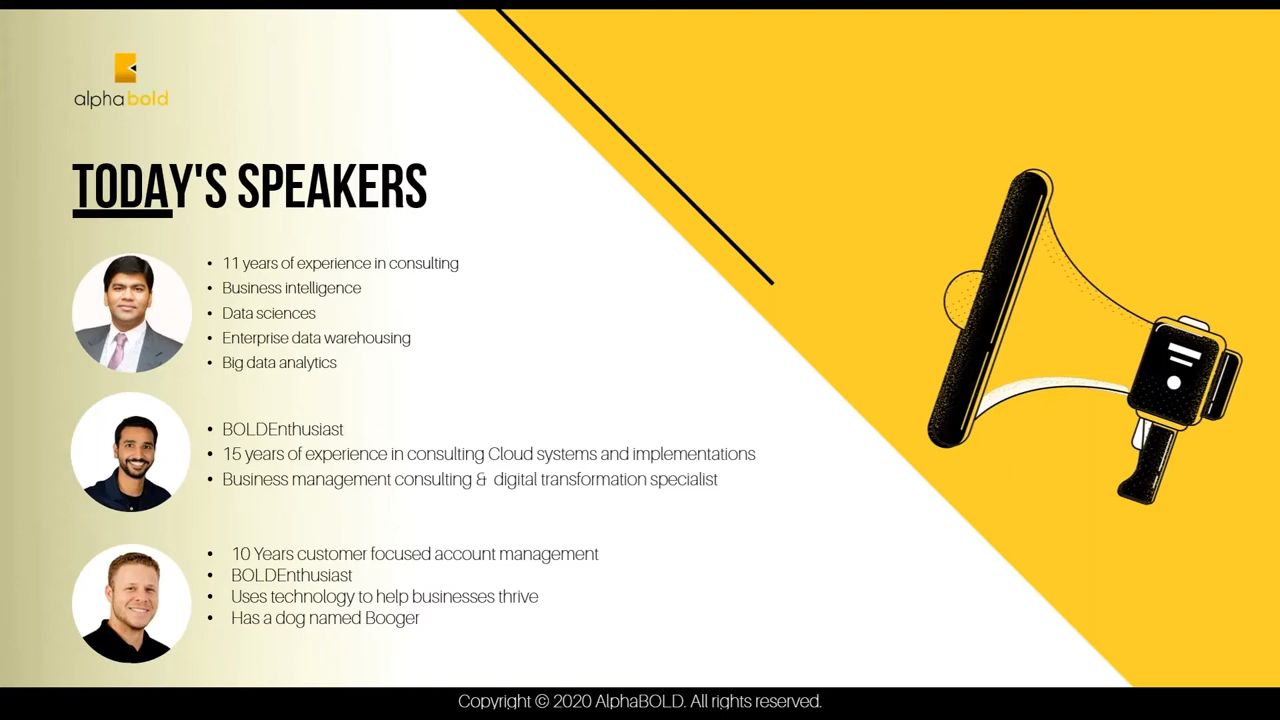 alphabold
TODAY'S SPEAKERS
• 11 years of experience in consulting
• Business intelligence
• Data sciences
• Enterprise data warehousing
• Big data analytics
• BOLDEnthusiast
• 15 years of experience in consulting Cloud systems and implementations
• Business management consulting & digital transformation specialist
• 10 Years customer focused account management
• BOLDEnthusiast
• Uses technology to help businesses thrive
• Has a dog named Booger
Copyright © 2020 AlphaBOLD. All rights reserved.